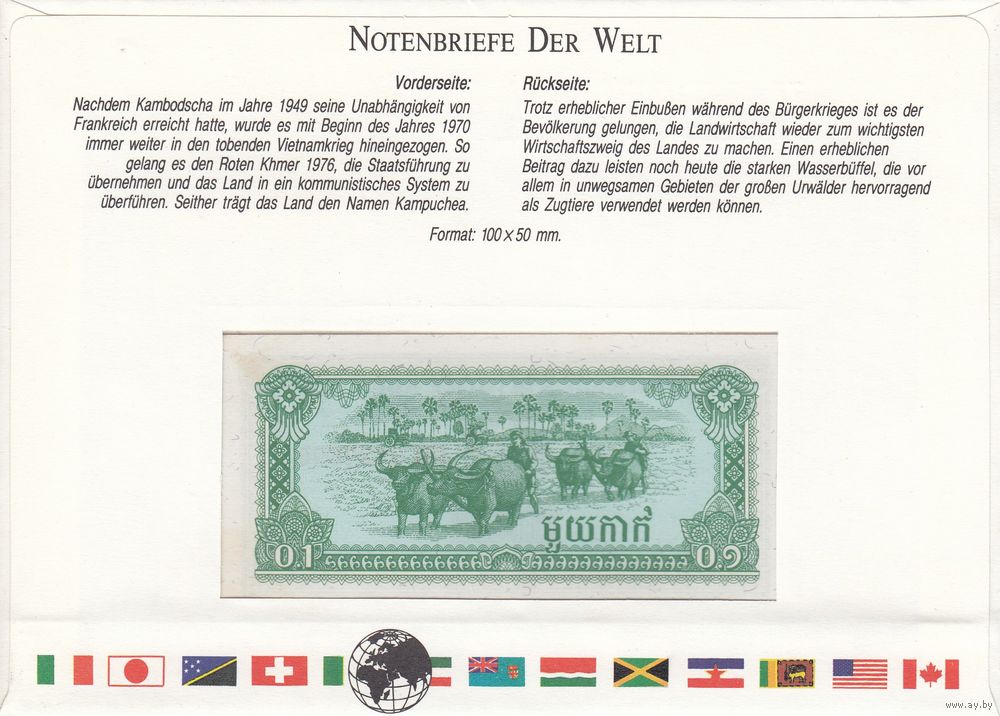 NOTENBRIEFE DER WELT
Vorderseite:
Nachdem Kambodscha im Jahre 1949 seine Unabhängigkeit von
Frankreich erreicht hatte, wurde es mit Beginn des Jahres 1970
immer weiter in den tobenden Vietnamkrieg hineingezogen. So
gelang es den Roten Khmer 1976, die Staatsführung zu
übernehmen und das Land in ein kommunistisches System zu
überführen. Seither trägt das Land den Namen Kampuchea.
Rückseite:
Trotz erheblicher Einbußen während des Bürgerkrieges ist es der
Bevölkerung gelungen, die Landwirtschaft wieder zum wichtigsten
Wirtschaftszweig des Landes zu machen. Einen erheblichen
Beitrag dazu leisten noch heute die starken Wasserbüffel, die vor
allem in unwegsamen Gebieten der großen Urwälder hervorragend
als Zugtiere verwendet werden können.
Format: 100×50 mm.
មួយកាក់
0.1
០.១
www.ay.by